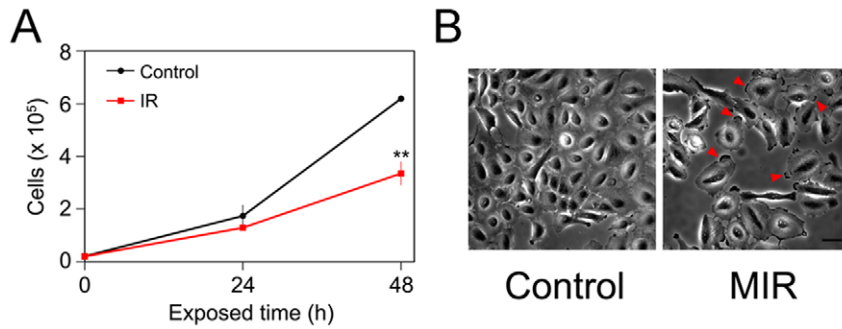 A
B
8
6
4
2
0
Cells (x 10⁵)
Control
IR
**
0 24 48
Exposed time (h)
Control MIR